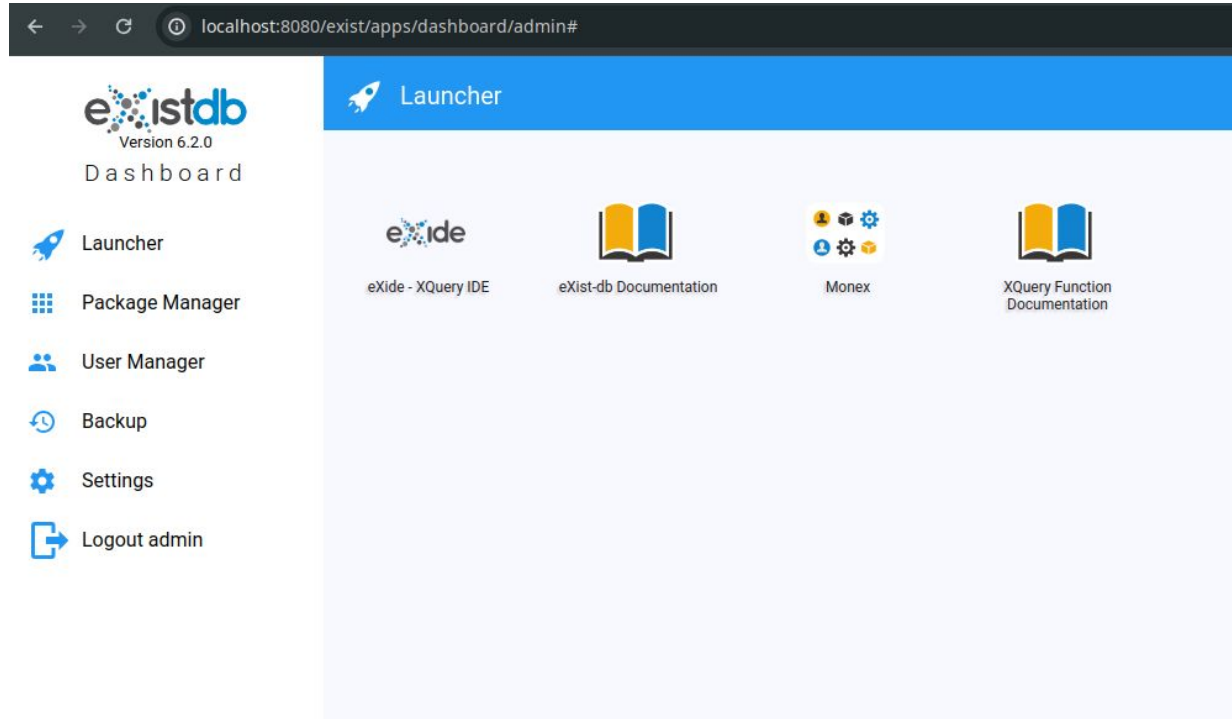 localhost:8080/exist/apps/dashboard/admin#
existdb
Version 6.2.0
Dashboard
Launcher
Package Manager
User Manager
Backup
Settings
Logout admin
Launcher
exide
eXide - XQuery IDE
eXist-db Documentation
Monex
XQuery Function
Documentation